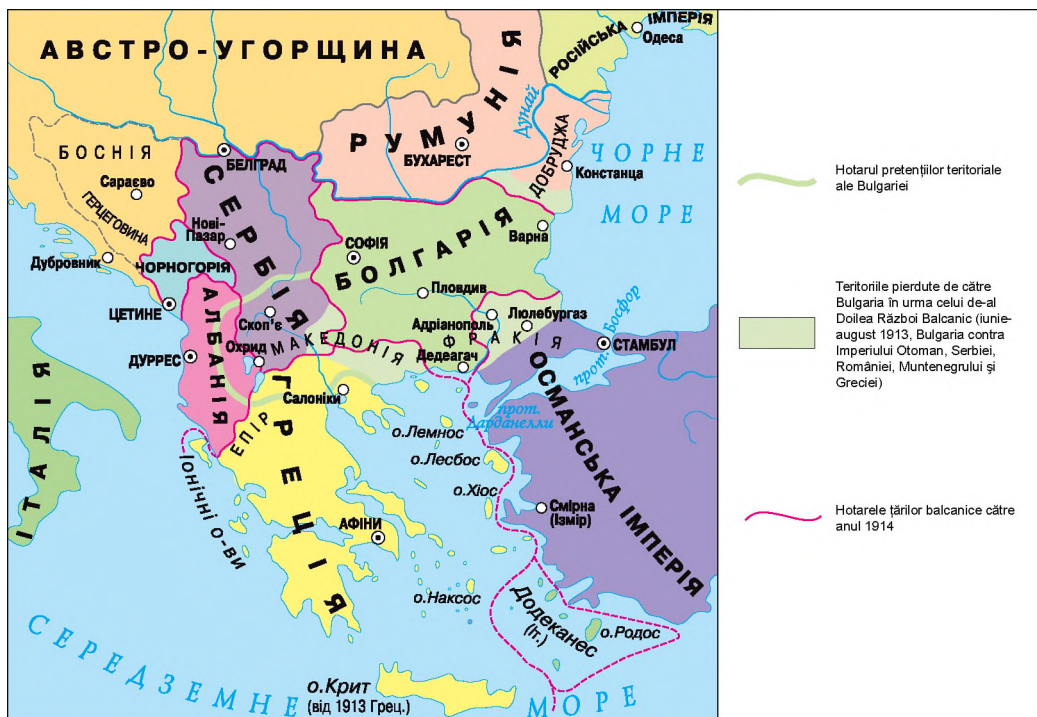 АВСТРО-УГОРЩИНА
РОСІЙСЬКА ІМПЕРІЯ
Одеса
РУМУНІЯ
Дунай
БУХАРЕСТ
ДОБРУДЖА
Констанца
ЧОРНЕ
МОРЕ
БОСНІЯ
Сараєво
ГЕРЦЕГОВИНА
Дубровник
БЕЛГРАД
СЕРБІЯ
Нові-
Пазар
ЧОРНОГОРІЯ
ЦЕТИНЕ
СОФІЯ
БОЛГАРІЯ
Варна
Пловдив
Адріанополь
Люлебургаз
ФРАКІЯ
Дедеагач
прот. Босфор
СТАМБУЛ
Скоп'є
МАКЕДОНІЯ
Охрид
АЛБАНІЯ
ДУРРЕС
Салоніки
ЕПІР
ГРЕЦІЯ
прот.
Дарданелли
ОСМАНСЬКА ІМПЕРІЯ
о.Лемнос
о.Лесбос
о.Хіос
Смірна
(Ізмір)
ІТАЛІЯ
Іонічні о-ви
АФІНИ
о.Наксос
Додеканес
(Іт.)
о.Родос
о.Крит
(від 1913 Грец.)
СЕРЕДЗЕМНЕ МОРЕ
Hotarul pretențiilor teritoriale
ale Bulgariei
Teritoriile pierdute de către
Bulgaria în urma celui de-al
Doilea Război Balcanic (iunie-
august 1913, Bulgaria contra
Imperiului Otoman, Serbiei,
României, Muntenegrului și
Greciei)
Hotarele țărilor balcanice către
anul 1914